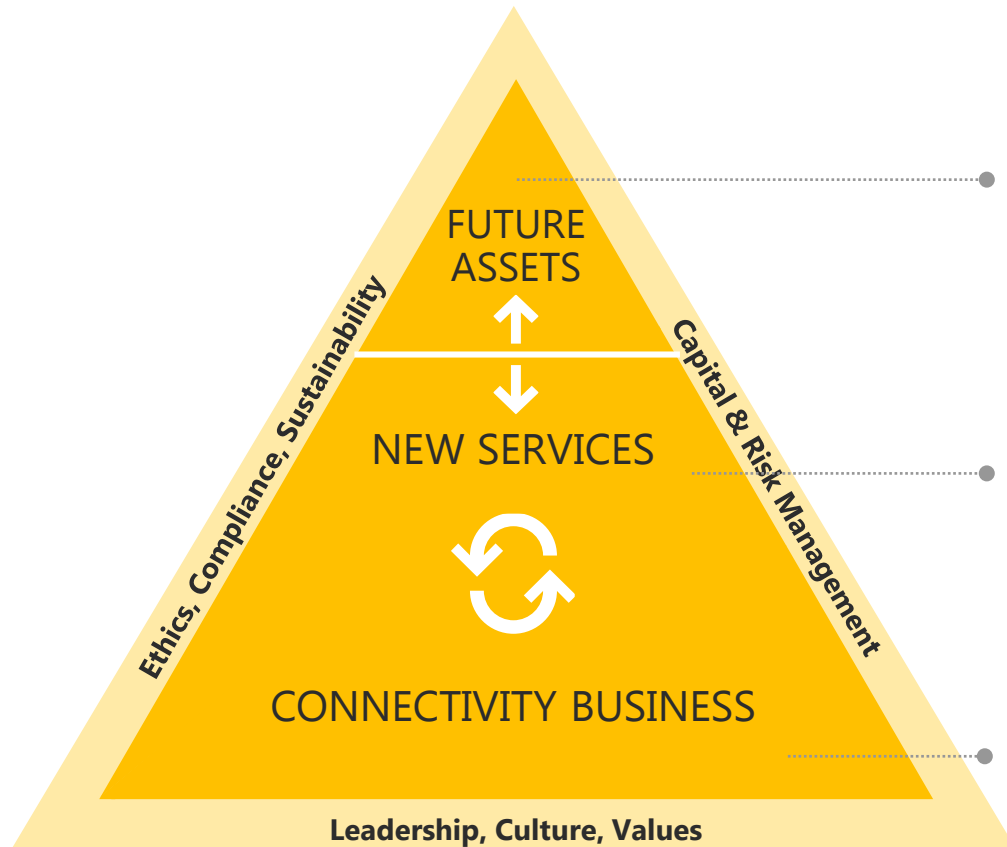 FUTURE
ASSETS
Ethics, Compliance, Sustainability
Capital & Risk Management
NEW SERVICES
CONNECTIVITY BUSINESS
Leadership, Culture, Values